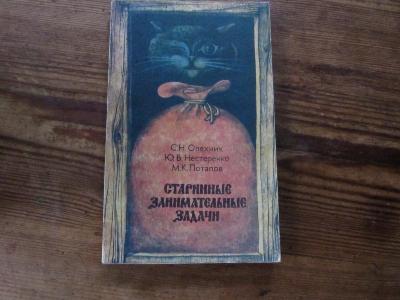 С.Н. Олехник
Ю.В. Нестеренко
М.К. Потапов
СТАРИННЫЕ
ЗАНИМАТЕЛЬНЫЕ
ЗАДАЧИ